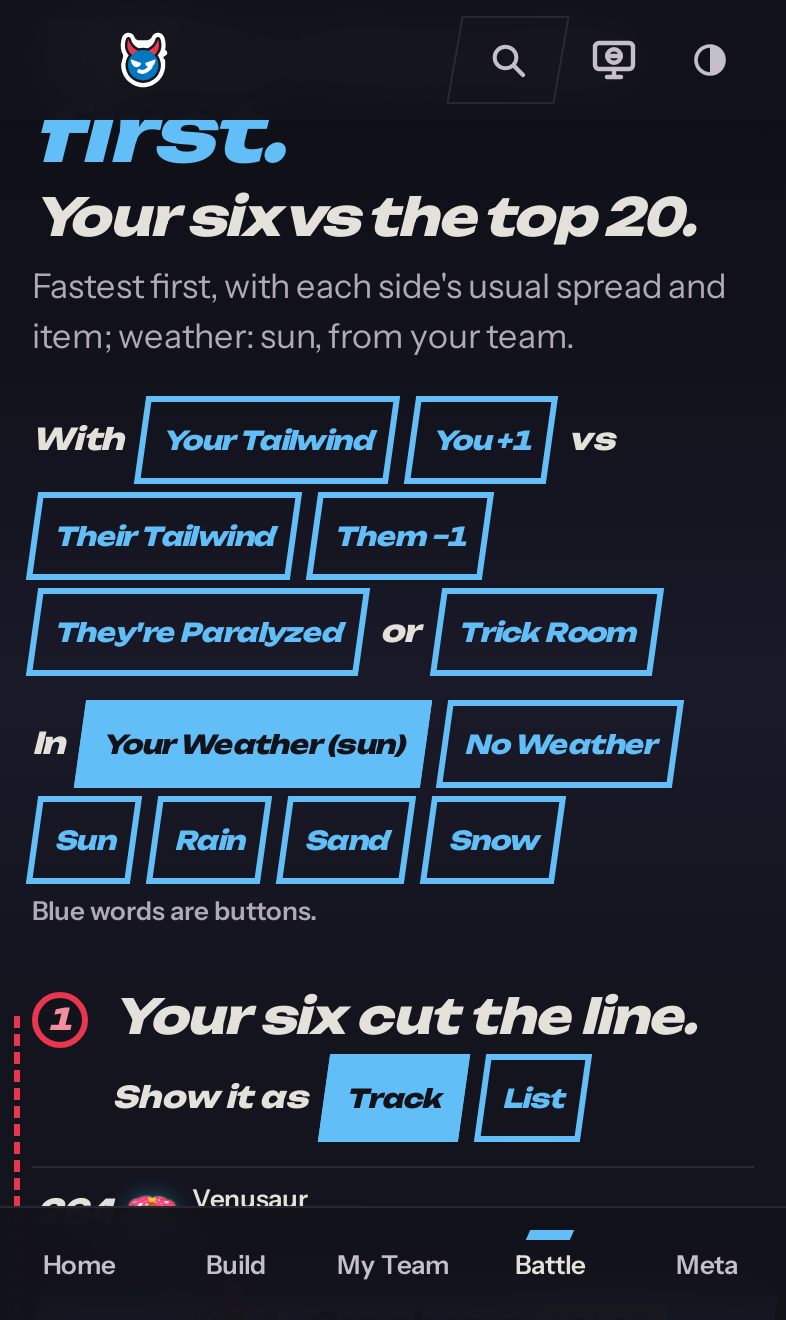 first.
Your six vs the top 20.
Fastest first, with each side's usual spread and
item; weather: sun, from your team.
With Your Tailwind You +1 vs
Their Tailwind Them −1
They're Paralyzed or Trick Room
In Your Weather (sun) No Weather
Sun Rain Sand Snow
Blue words are buttons.
1 Your six cut the line.
Show it as Track List
Venusaur
Home Build My Team Battle Meta